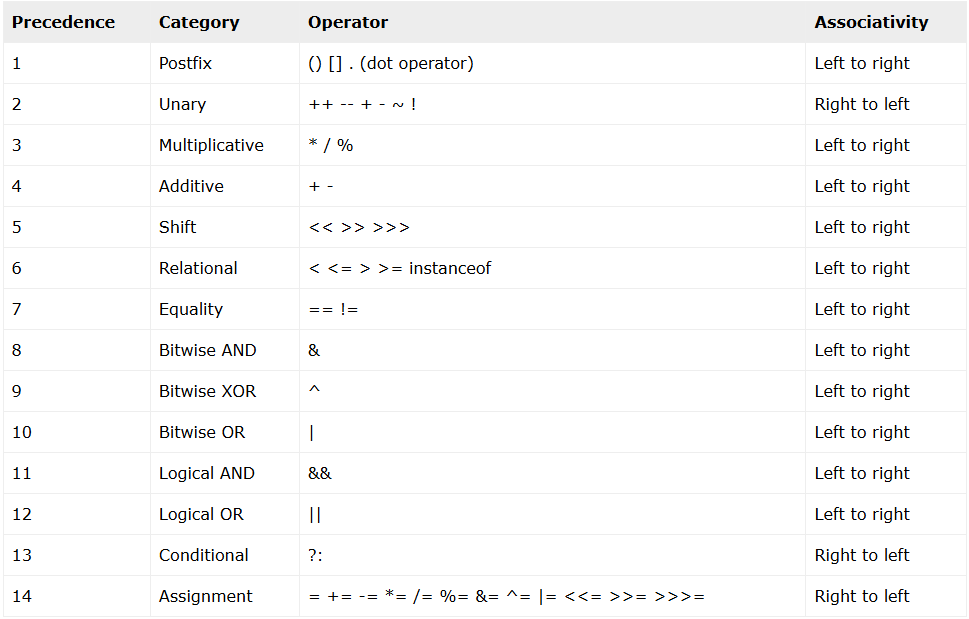 Precedence Category Operator Associativity
1 Postfix () [] . (dot operator) Left to right
2 Unary ++ -- + - ~ ! Right to left
3 Multiplicative * / % Left to right
4 Additive + - Left to right
5 Shift << >> >>> Left to right
6 Relational < <= > >= instanceof Left to right
7 Equality == != Left to right
8 Bitwise AND & Left to right
9 Bitwise XOR ^ Left to right
10 Bitwise OR | Left to right
11 Logical AND && Left to right
12 Logical OR || Left to right
13 Conditional ?: Right to left
14 Assignment = += -= *= /= %= &= ^= |= <<= >>= >>>= Right to left